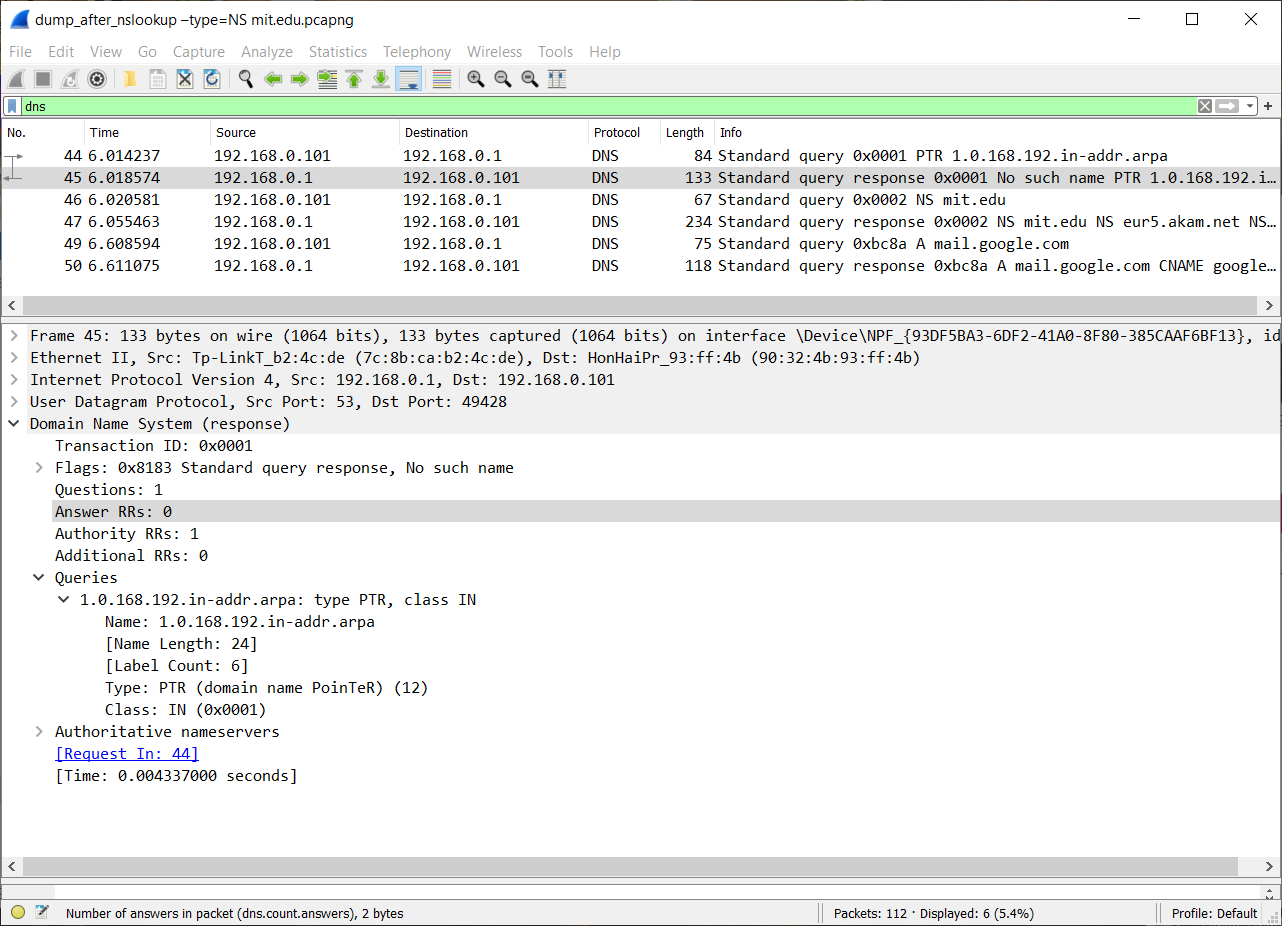 dump_after_nslookup –type=NS mit.edu.pcapng
File Edit View Go Capture Analyze Statistics Telephony Wireless Tools Help
dns
No. Time Source Destination Protocol Length Info
44 6.014237 192.168.0.101 192.168.0.1 DNS 84 Standard query 0x0001 PTR 1.0.168.192.in-addr.arpa
45 6.018574 192.168.0.1 192.168.0.101 DNS 133 Standard query response 0x0001 No such name PTR 1.0.168.192.i…
46 6.020581 192.168.0.101 192.168.0.1 DNS 67 Standard query 0x0002 NS mit.edu
47 6.055463 192.168.0.1 192.168.0.101 DNS 234 Standard query response 0x0002 NS mit.edu NS eur5.akam.net NS…
49 6.608594 192.168.0.101 192.168.0.1 DNS 75 Standard query 0xbc8a A mail.google.com
50 6.611075 192.168.0.1 192.168.0.101 DNS 118 Standard query response 0xbc8a A mail.google.com CNAME google…
Frame 45: 133 bytes on wire (1064 bits), 133 bytes captured (1064 bits) on interface \Device\NPF_{93DF5BA3-6DF2-41A0-8F80-385CAAF6BF13}, id
Ethernet II, Src: Tp-LinkT_b2:4c:de (7c:8b:ca:b2:4c:de), Dst: HonHaiPr_93:ff:4b (90:32:4b:93:ff:4b)
Internet Protocol Version 4, Src: 192.168.0.1, Dst: 192.168.0.101
User Datagram Protocol, Src Port: 53, Dst Port: 49428
Domain Name System (response)
Transaction ID: 0x0001
Flags: 0x8183 Standard query response, No such name
Questions: 1
Answer RRs: 0
Authority RRs: 1
Additional RRs: 0
Queries
1.0.168.192.in-addr.arpa: type PTR, class IN
Name: 1.0.168.192.in-addr.arpa
[Name Length: 24]
[Label Count: 6]
Type: PTR (domain name PoinTeR) (12)
Class: IN (0x0001)
Authoritative nameservers
[Request In: 44]
[Time: 0.004337000 seconds]
Number of answers in packet (dns.count.answers), 2 bytes
Packets: 112 · Displayed: 6 (5.4%)
Profile: Default